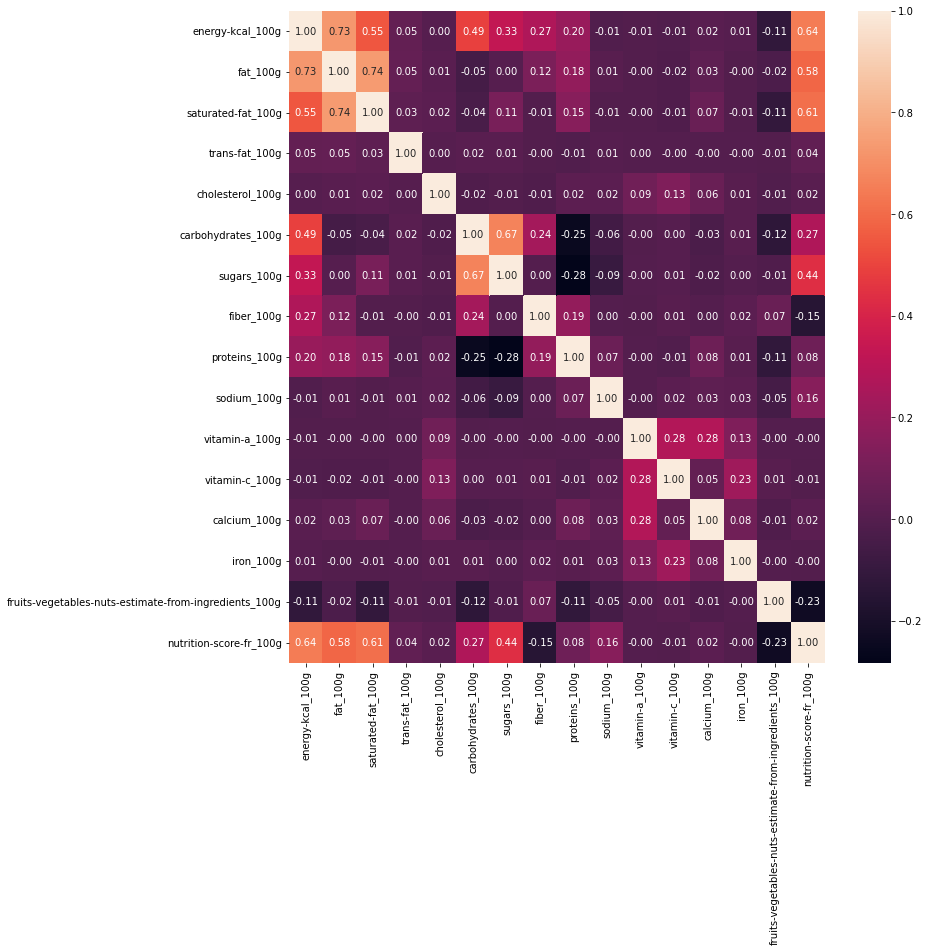 energy-kcal_100g 1.00 0.73 0.55 0.05 0.00 0.49 0.33 0.27 0.20 -0.01 -0.01 -0.01 0.02 0.01 -0.11 0.64
fat_100g 0.73 1.00 0.74 0.05 0.01 -0.05 0.00 0.12 0.18 0.01 -0.00 -0.02 0.03 -0.00 -0.02 0.58
saturated-fat_100g 0.55 0.74 1.00 0.03 0.02 -0.04 0.11 -0.01 0.15 -0.01 -0.00 -0.01 0.07 -0.01 -0.11 0.61
trans-fat_100g 0.05 0.05 0.03 1.00 0.00 0.02 0.01 -0.00 -0.01 0.01 0.00 -0.00 -0.00 -0.00 -0.01 0.04
cholesterol_100g 0.00 0.01 0.02 0.00 1.00 -0.02 -0.01 -0.01 0.02 0.02 0.09 0.13 0.06 0.01 -0.01 0.02
carbohydrates_100g 0.49 -0.05 -0.04 0.02 -0.02 1.00 0.67 0.24 -0.25 -0.06 -0.00 0.00 -0.03 0.01 -0.12 0.27
sugars_100g 0.33 0.00 0.11 0.01 -0.01 0.67 1.00 0.00 -0.28 -0.09 -0.00 0.01 -0.02 0.00 -0.01 0.44
fiber_100g 0.27 0.12 -0.01 -0.00 -0.01 0.24 0.00 1.00 0.19 0.00 -0.00 0.01 0.00 0.02 0.07 -0.15
proteins_100g 0.20 0.18 0.15 -0.01 0.02 -0.25 -0.28 0.19 1.00 0.07 -0.00 -0.01 0.08 0.01 -0.11 0.08
sodium_100g -0.01 0.01 -0.01 0.01 0.02 -0.06 -0.09 0.00 0.07 1.00 -0.00 0.02 0.03 0.03 -0.05 0.16
vitamin-a_100g -0.01 -0.00 -0.00 0.00 0.09 -0.00 -0.00 -0.00 -0.00 -0.00 1.00 0.28 0.28 0.13 -0.00 -0.00
vitamin-c_100g -0.01 -0.02 -0.01 -0.00 0.13 0.00 0.01 0.01 -0.01 0.02 0.28 1.00 0.05 0.23 0.01 -0.01
calcium_100g 0.02 0.03 0.07 -0.00 0.06 -0.03 -0.02 0.00 0.08 0.03 0.28 0.05 1.00 0.08 -0.01 0.02
iron_100g 0.01 -0.00 -0.01 -0.00 0.01 0.01 0.00 0.02 0.01 0.03 0.13 0.23 0.08 1.00 -0.00 -0.00
fruits-vegetables-nuts-estimate-from-ingredients_100g -0.11 -0.02 -0.11 -0.01 -0.01 -0.12 -0.01 0.07 -0.11 -0.05 -0.00 0.01 -0.01 -0.00 1.00 -0.23
nutrition-score-fr_100g 0.64 0.58 0.61 0.04 0.02 0.27 0.44 -0.15 0.08 0.16 -0.00 -0.01 0.02 -0.00 -0.23 1.00
energy-kcal_100g
fat_100g
saturated-fat_100g
trans-fat_100g
cholesterol_100g
carbohydrates_100g
sugars_100g
fiber_100g
proteins_100g
sodium_100g
vitamin-a_100g
vitamin-c_100g
calcium_100g
iron_100g
fruits-vegetables-nuts-estimate-from-ingredients_100g
nutrition-score-fr_100g
1.0
0.8
0.6
0.4
0.2
0.0
-0.2